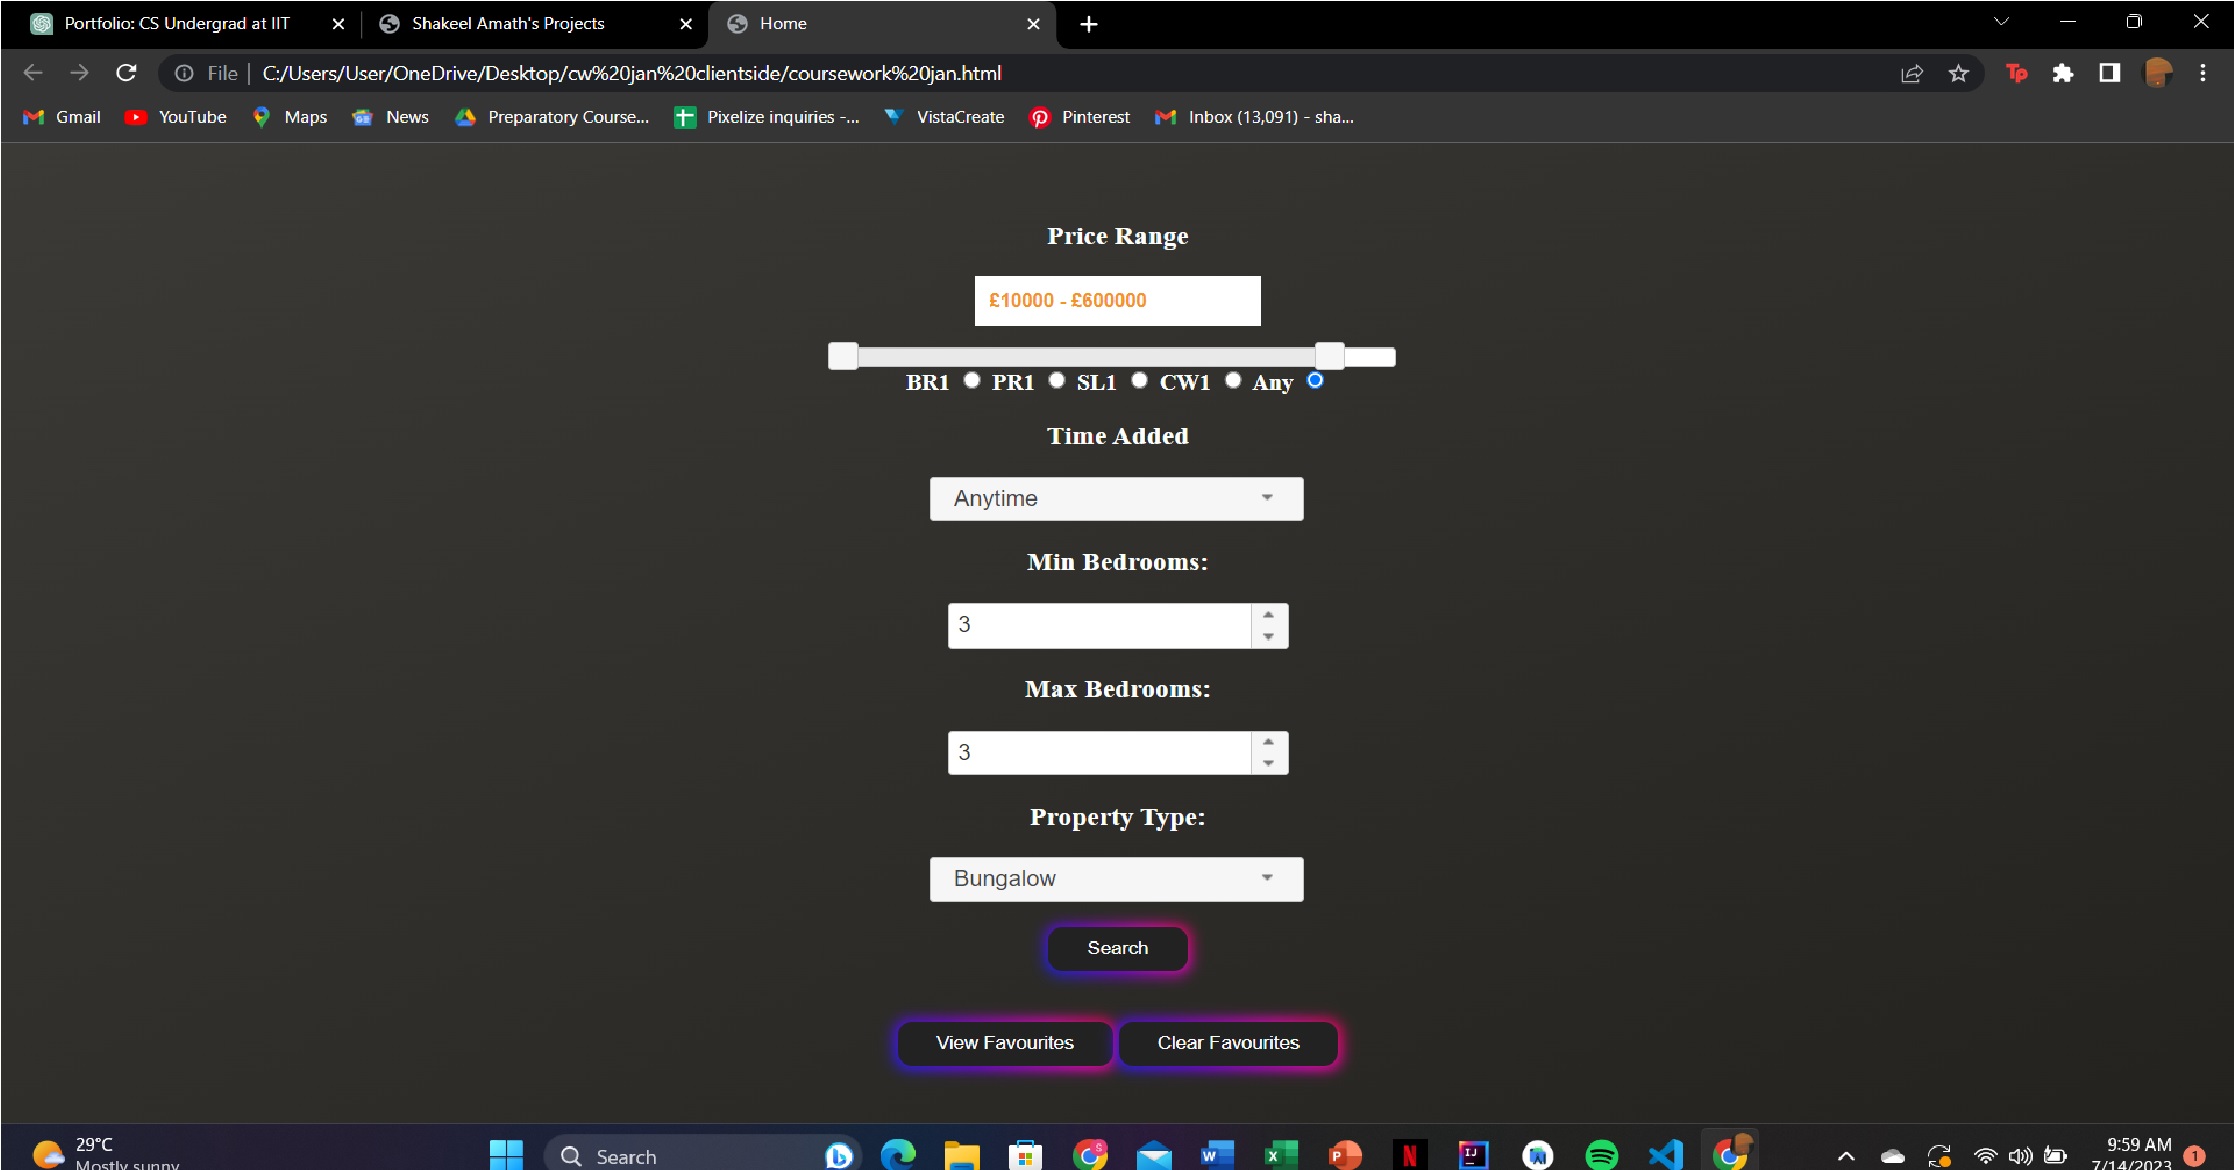 Portfolio: CS Undergrad at IIT
Shakeel Amath's Projects
Home
File
C:/Users/User/OneDrive/Desktop/cw%20jan%20clientside/coursework%20jan.html
Tp
Gmail
YouTube
Maps
News
Preparatory Course...
Pixelize inquiries -...
VistaCreate
Pinterest
Inbox (13,091) - sha...
Price Range
£10000 - £600000
BR1 PR1 SL1 CW1 Any
Time Added
Anytime
Min Bedrooms:
3
Max Bedrooms:
3
Property Type:
Bungalow
Search
View Favourites
Clear Favourites
29°C
Mostly sunny
Search
9:59 AM
7/14/2023
1